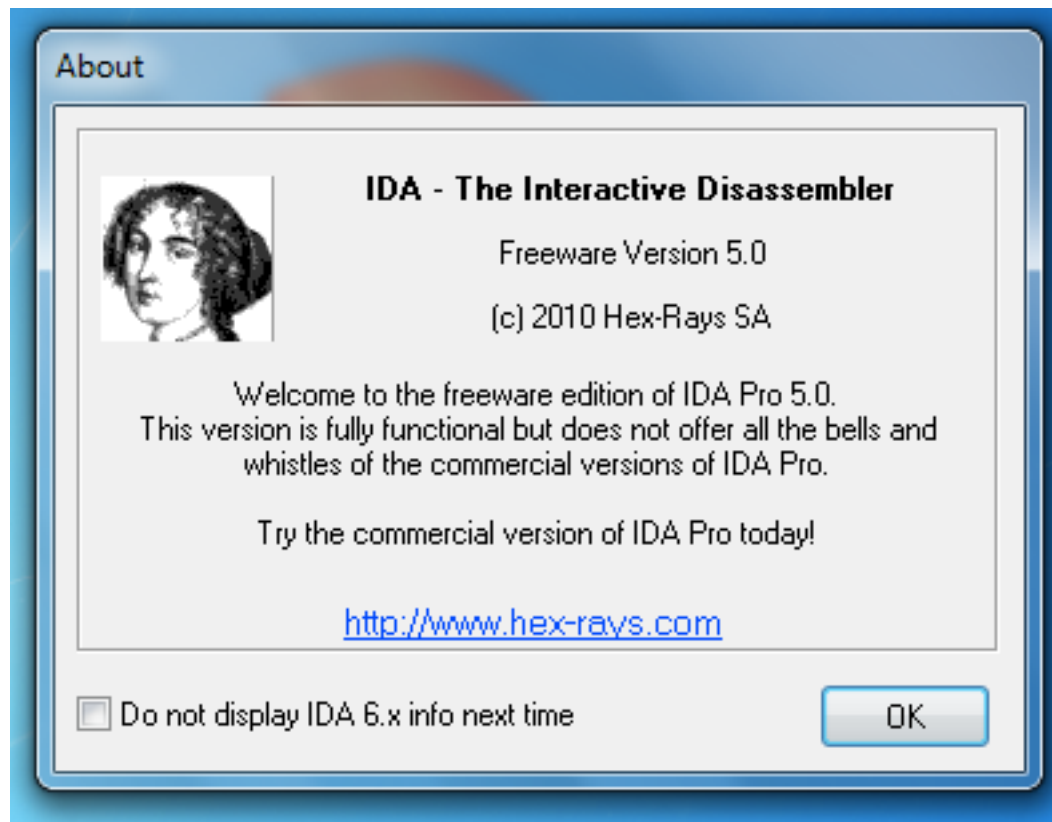 About
IDA - The Interactive Disassembler
Freeware Version 5.0
(c) 2010 Hex-Rays SA
Welcome to the freeware edition of IDA Pro 5.0.
This version is fully functional but does not offer all the bells and
whistles of the commercial versions of IDA Pro.
Try the commercial version of IDA Pro today!
http://www.hex-rays.com
Do not display IDA 6.x info next time
OK